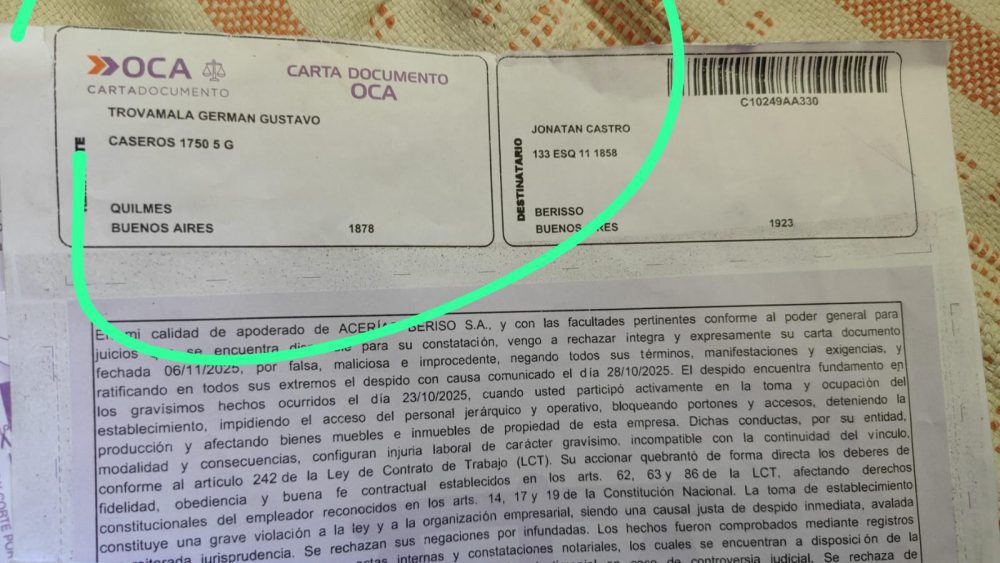 OCA
CARTADOCUMENTO
CARTA DOCUMENTO
OCA
TROVAMALA GERMAN GUSTAVO
CASEROS 1750 5 G
QUILMES
BUENOS AIRES 1878
C10249AA330
DESTINATARIO
JONATAN CASTRO
133 ESQ 11 1858
BERISSO
BUENOS AIRES 1923
En mi calidad de apoderado de ACERÍAS BERISO S.A., y con las facultades pertinentes conforme al poder general para
juicios que se encuentra para su constatación, vengo a rechazar integra y expresamente su carta documento
fechada 06/11/2025, por falsa, maliciosa e improcedente, negando todos sus términos, manifestaciones y exigencias, y
ratificando en todos sus extremos el despido con causa comunicado el día 28/10/2025. El despido encuentra fundamento en
los gravísimos hechos ocurridos el día 23/10/2025, cuando usted participó activamente en la toma y ocupación del
establecimiento, impidiendo el acceso del personal jerárquico y operativo, bloqueando portones y accesos, deteniendo la
producción y afectando bienes muebles e inmuebles de propiedad de esta empresa. Dichas conductas, por su entidad,
modalidad y consecuencias, configuran injuria laboral de carácter gravísimo. incompatible con la continuidad del vínculo,
conforme al artículo 242 de la Ley de Contrato de Trabajo (LCT). Su accionar quebrantó de forma directa los deberes de
fidelidad, obediencia y buena fe contractual establecidos en los arts. 62, 63 y 86 de la LCT, afectando derechos
constitucionales del empleador reconocidos en los arts. 14, 17 y 19 de la Constitución Nacional. La toma de establecimiento
constituye una grave violación a la ley y a la organización empresarial, siendo una causal justa de despido inmediata, avalada
jurisprudencia. Se rechazan sus negaciones por infundadas. Los hechos fueron comprobados mediante registros
internas y constataciones notariales, los cuales se encuentran a disposición de la
en caso de controversia judicial. Se rechaza de